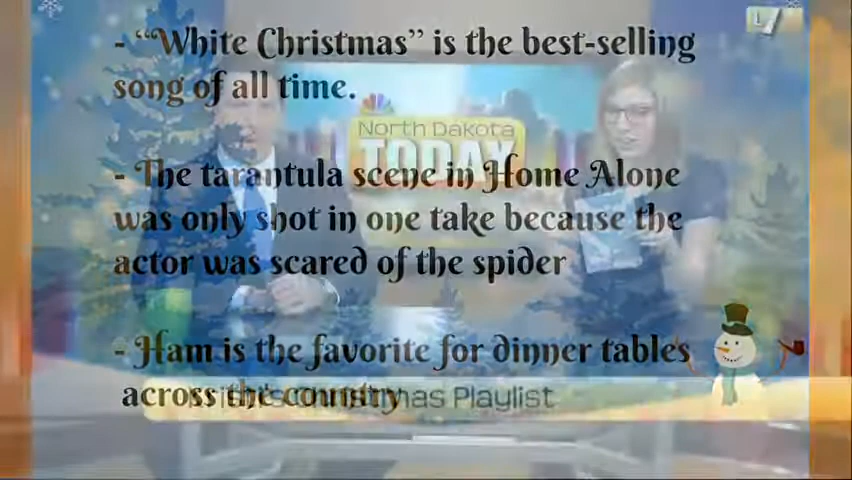 - “White Christmas” is the best-selling
song of all time.
North Dakota
TODAY
- The tarantula scene in Home Alone
was only shot in one take because the
actor was scared of the spider
- Ham is the favorite for dinner tables
across the country
Christmas Playlist